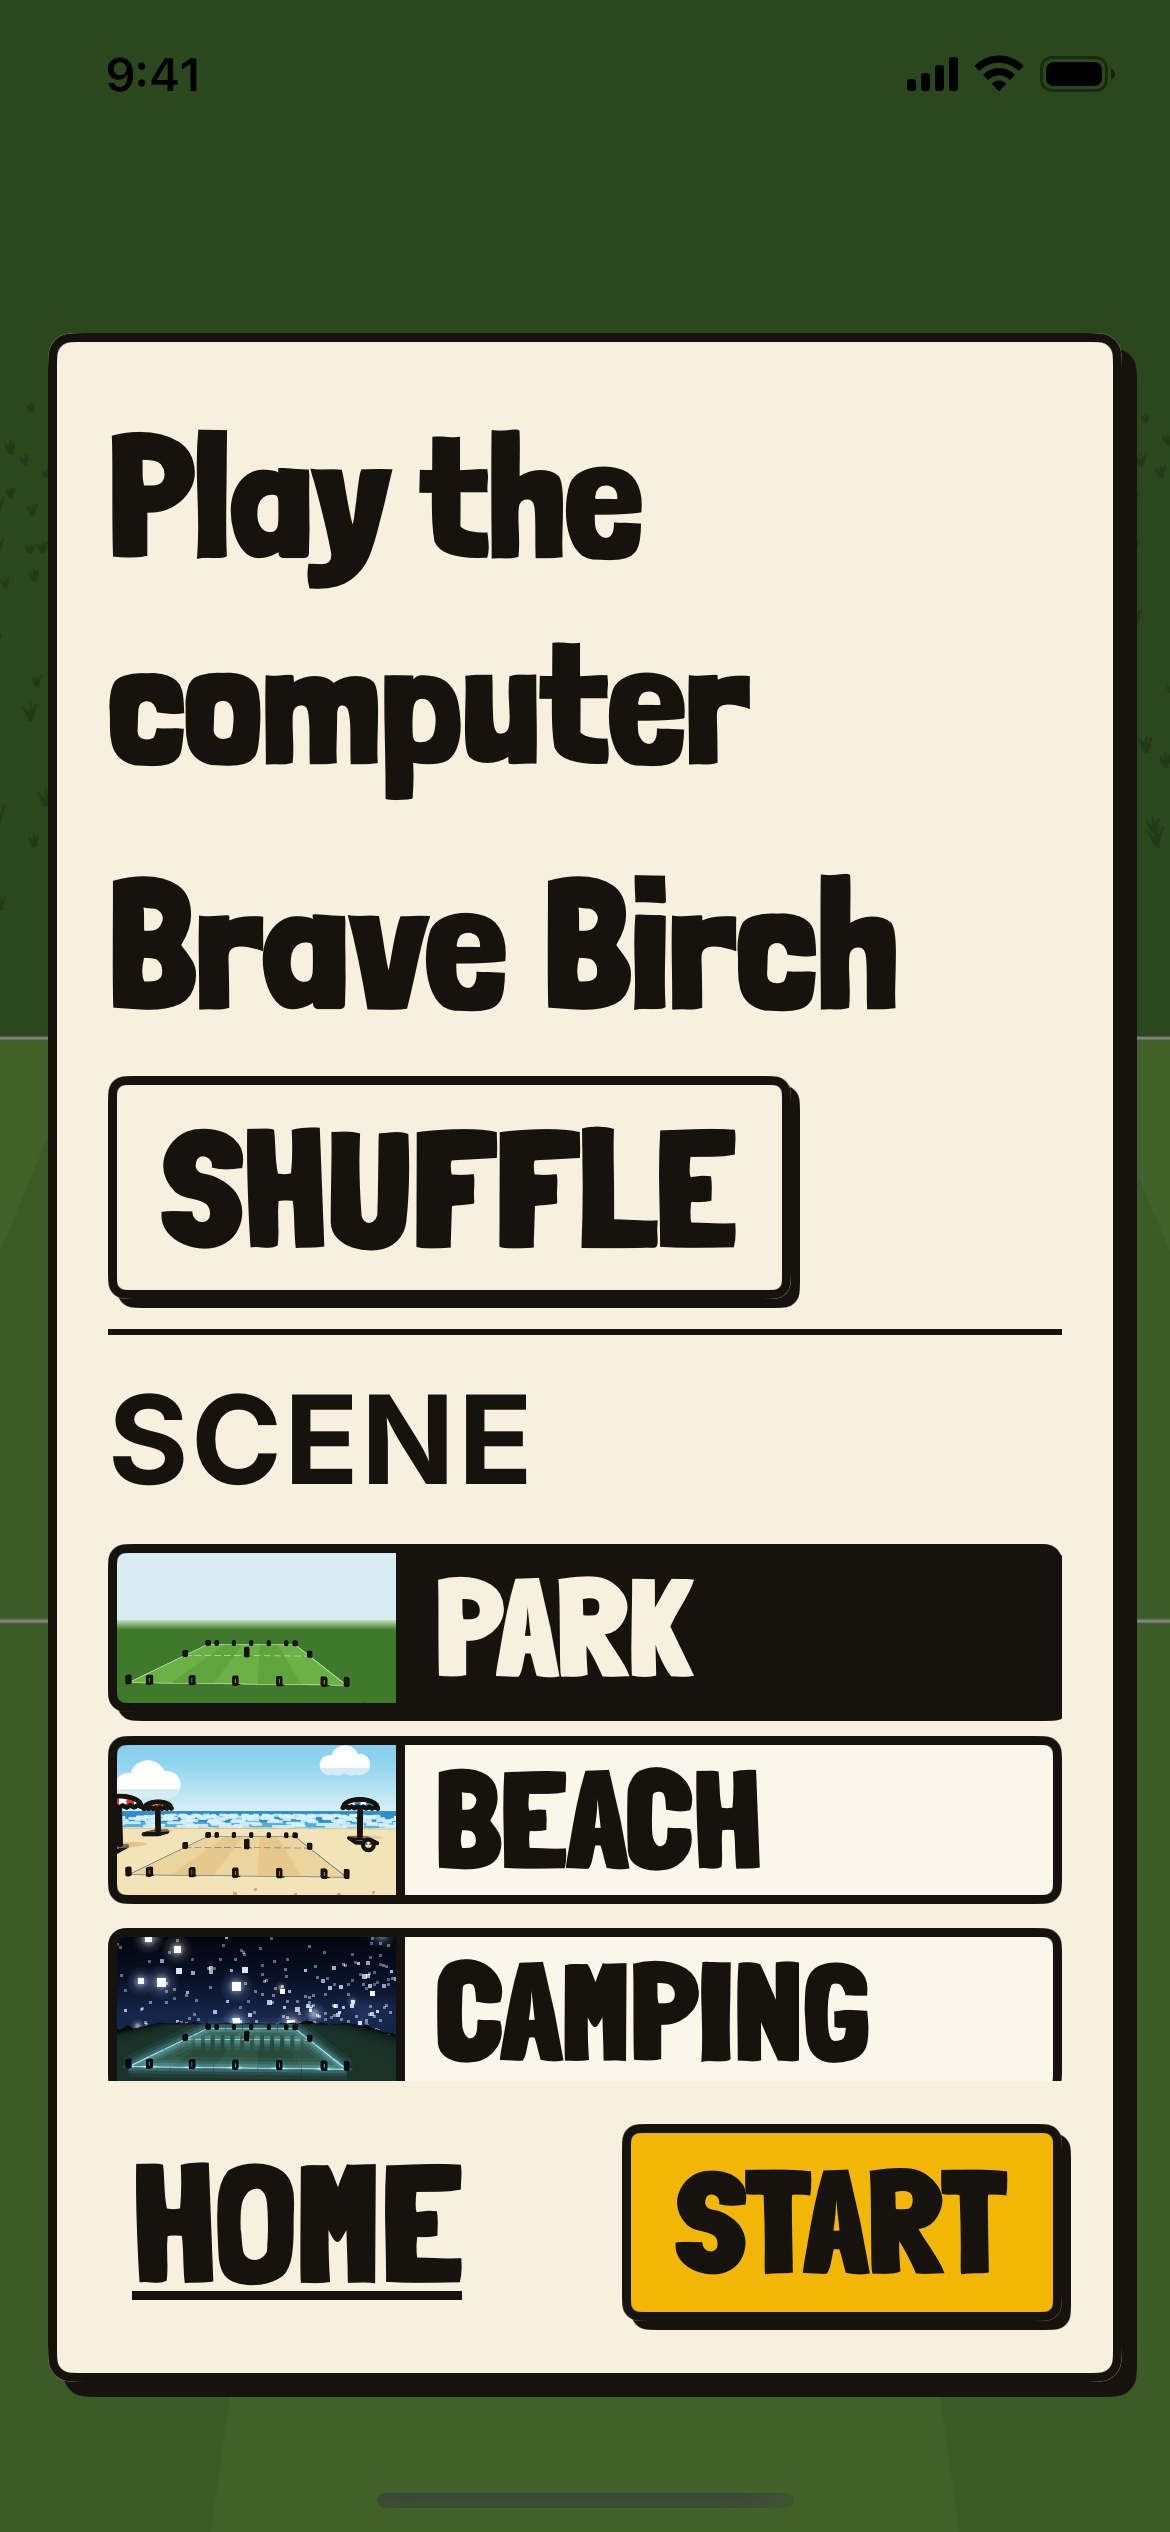 9:41
Play the
computer
Brave Birch
SHUFFLE
SCENE
PARK
BEACH
CAMPING
HOME
START